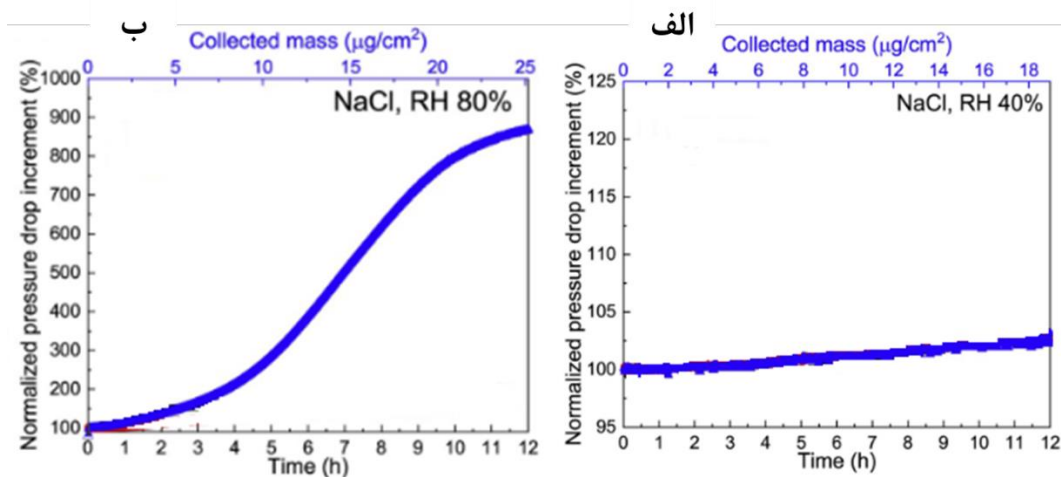 ب
Collected mass (μg/cm²)
0 5 10 15 20 25
NaCl, RH 80%
Normalized pressure drop increment (%)
1000
900
800
700
600
500
400
300
200
100
0 1 2 3 4 5 6 7 8 9 10 11 12
Time (h)
الف
Collected mass (μg/cm²)
0 2 4 6 8 10 12 14 16 18
NaCl, RH 40%
Normalized pressure drop increment (%)
125
120
115
110
105
100
95
0 1 2 3 4 5 6 7 8 9 10 11 12
Time (h)